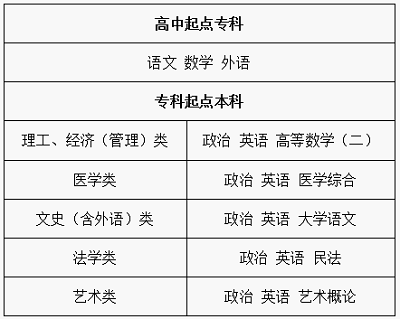 高中起点专科
语文 数学 外语
专科起点本科
理工、经济（管理）类 政治 英语 高等数学（二）
医学类 政治 英语 医学综合
文史（含外语）类 政治 英语 大学语文
法学类 政治 英语 民法
艺术类 政治 英语 艺术概论